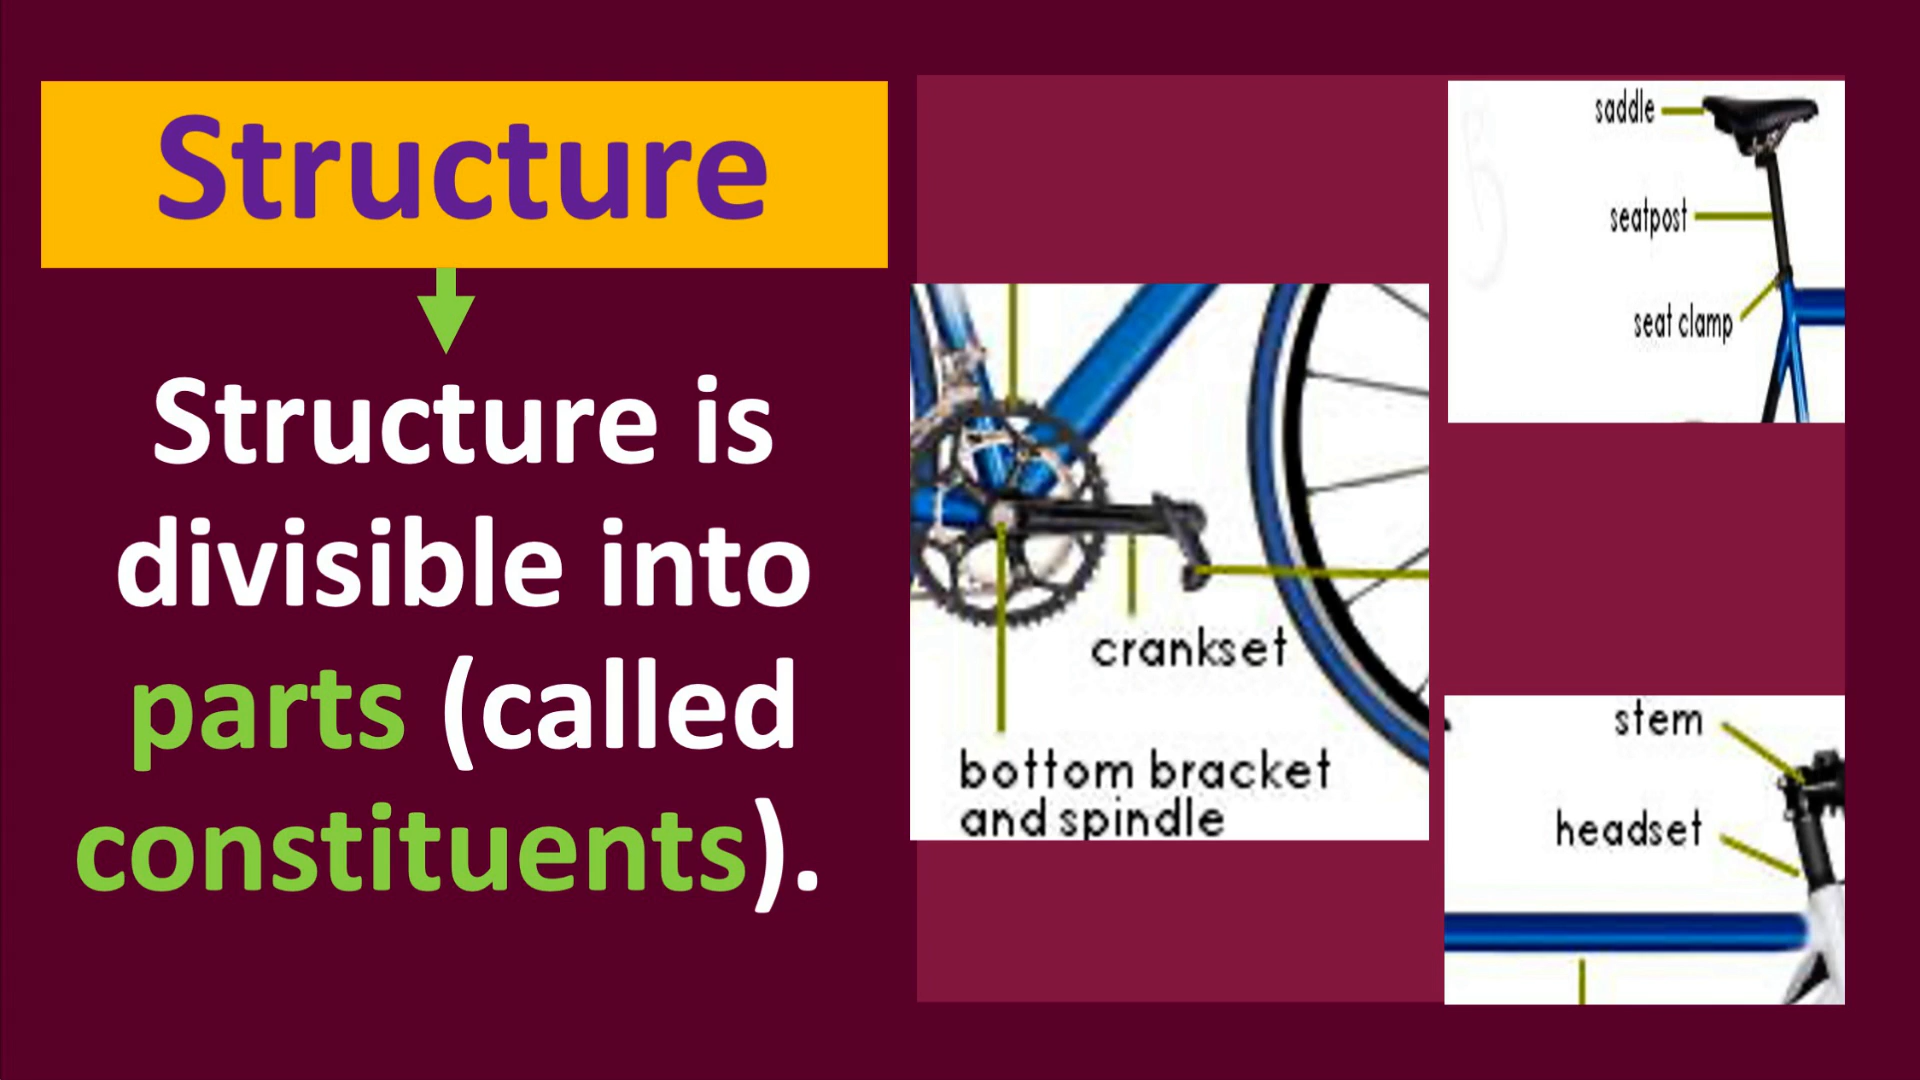 Structure
Structure is
divisible into
parts (called
constituents).
crankset
bottom bracket
and spindle
saddle
seatpost
seat clamp
stem
headset